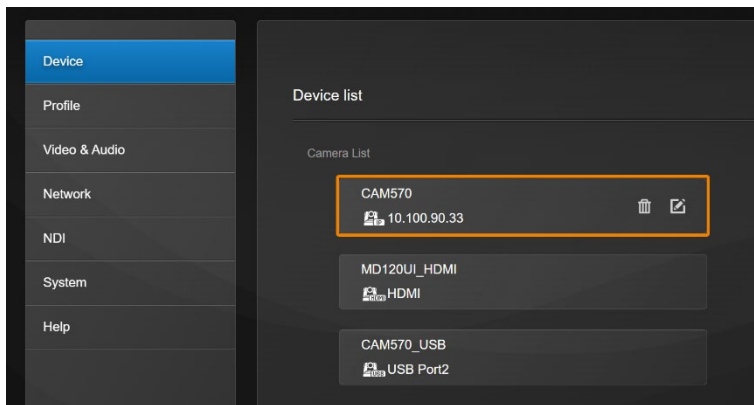 Device
Profile
Video & Audio
Network
NDI
System
Help
Device list
Camera List
CAM570
10.100.90.33
MD120UI_HDMI
HDMI
CAM570_USB
USB Port2